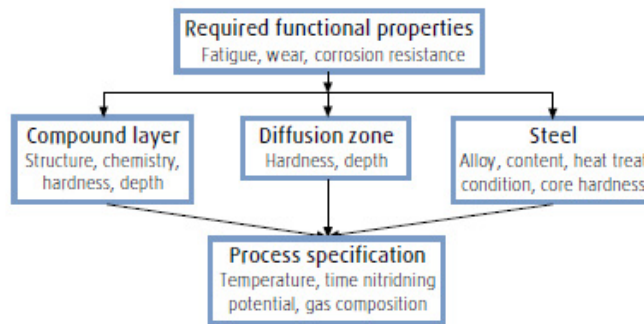 Required functional properties
Fatigue, wear, corrosion resistance
Compound layer
Structure, chemistry,
hardness, depth
Diffusion zone
Hardness, depth
Steel
Alloy, content, heat treat
condition, core hardness
Process specification
Temperature, time nitridning
potential, gas composition